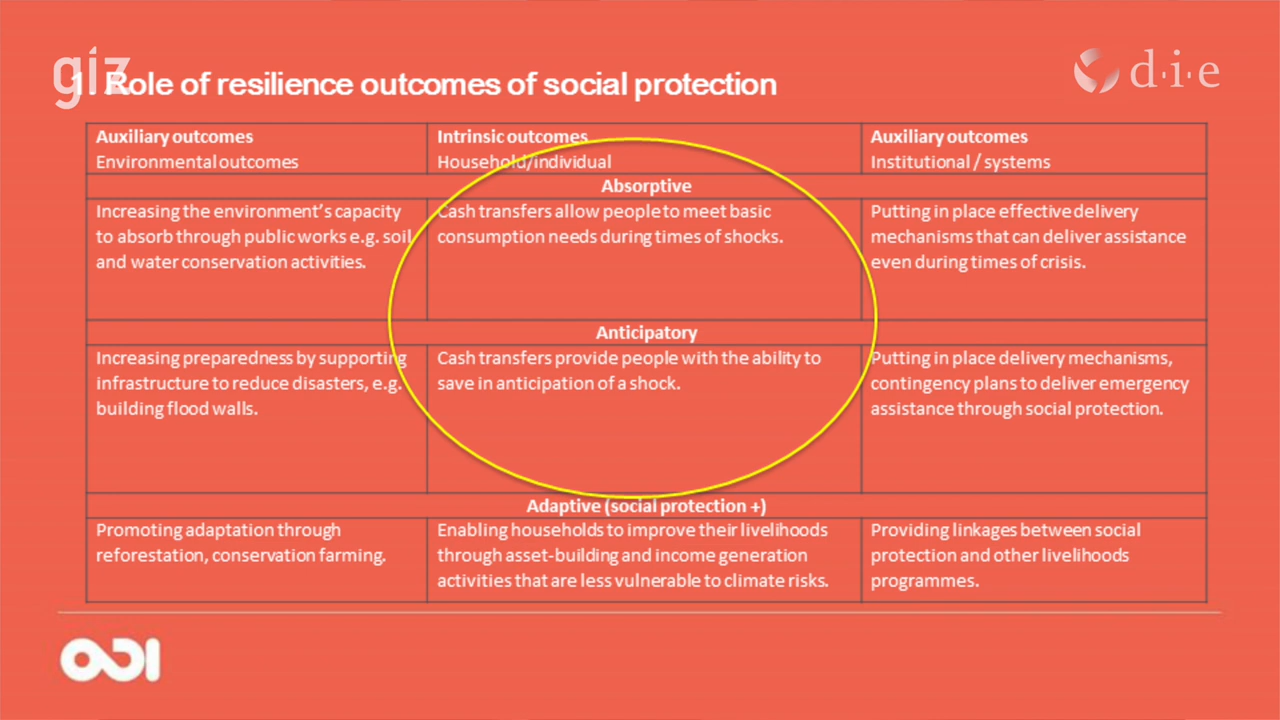 giz
1. Role of resilience outcomes of social protection
d·i·e
Auxiliary outcomes
Environmental outcomes
Intrinsic outcomes
Household/individual
Auxiliary outcomes
Institutional / systems
Absorptive
Increasing the environment's capacity
to absorb through public works e.g. soil
and water conservation activities.
Cash transfers allow people to meet basic
consumption needs during times of shocks.
Putting in place effective delivery
mechanisms that can deliver assistance
even during times of crisis.
Anticipatory
Increasing preparedness by supporting
infrastructure to reduce disasters, e.g.
building flood walls.
Cash transfers provide people with the ability to
save in anticipation of a shock.
Putting in place delivery mechanisms,
contingency plans to deliver emergency
assistance through social protection.
Adaptive (social protection +)
Promoting adaptation through
reforestation, conservation farming.
Enabling households to improve their livelihoods
through asset-building and income generation
activities that are less vulnerable to climate risks.
Providing linkages between social
protection and other livelihoods
programmes.
ODI